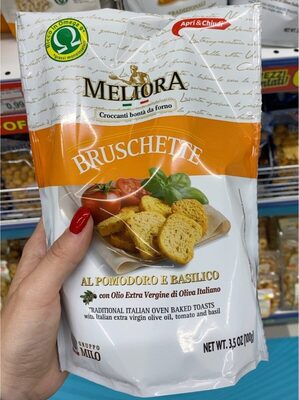 Apri & Chiudi
MELIORA
Croccanti bontà da forno
BRUSCHETTE
AL POMODORO E BASILICO
con Olio Extra Vergine di Oliva Italiano
TRADITIONAL ITALIAN OVEN BAKED TOASTS
with Italian extra virgin olive oil, tomato and basil
GRUPPO
MILO
NET WT. 3,5 OZ (100g)